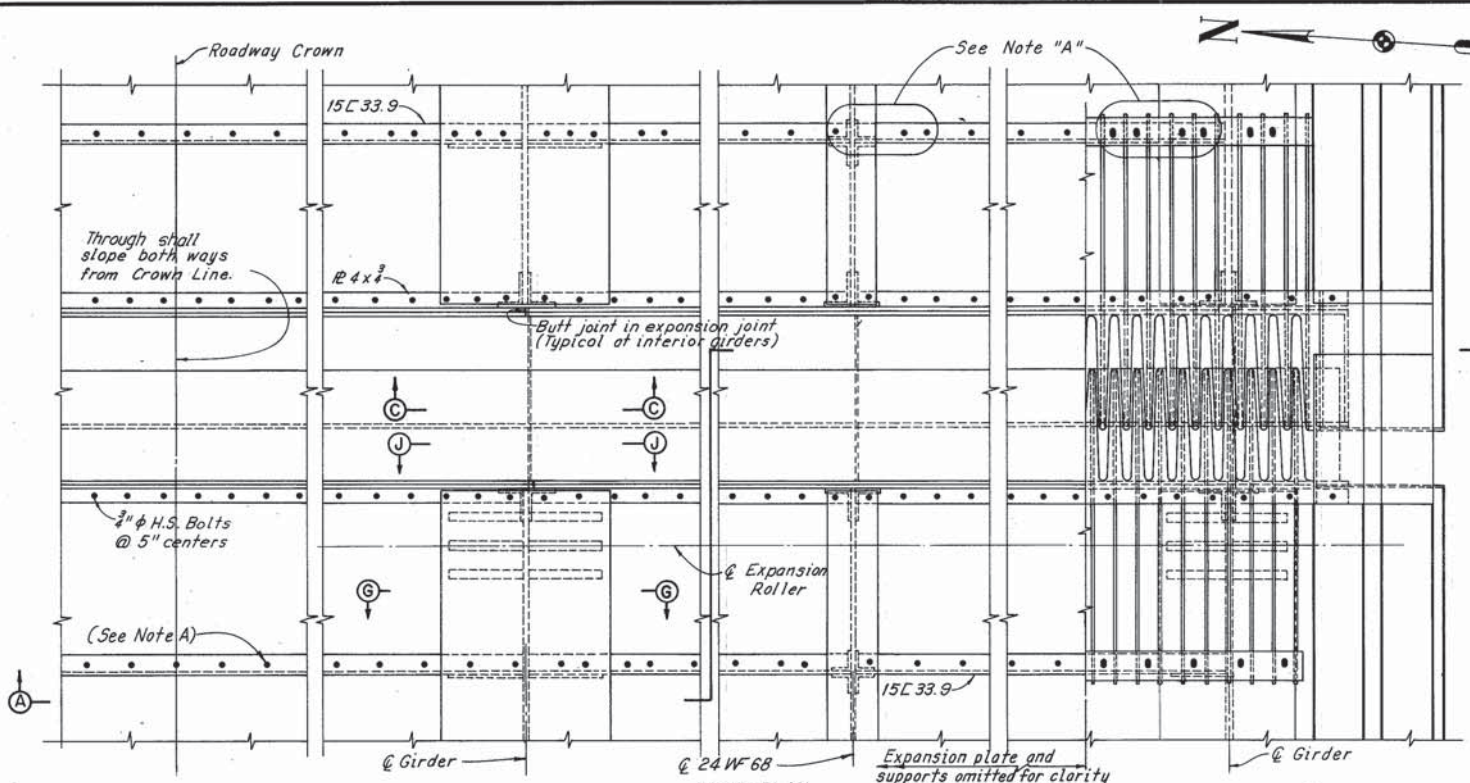 N
Roadway Crown
See Note "A"
15⊏ 33.9
Through shall
slope both ways
from Crown Line.
℄ 4 x 3/4
Butt joint in expansion joint
(Typical at interior girders)
C
C
J
J
3/4" φ H.S. Bolts
@ 5" centers
℄ Expansion
Roller
G
G
(See Note A)
A
15⊏ 33.9
℄ Girder
℄ 24 WF 68
Expansion plate and
supports omitted for clarity
℄ Girder